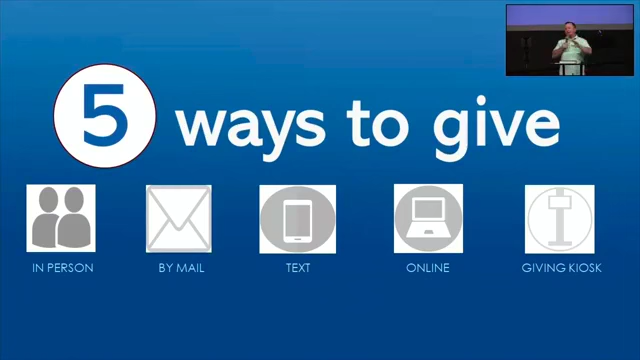 5 ways to give
IN PERSON
BY MAIL
TEXT
ONLINE
GIVING KIOSK